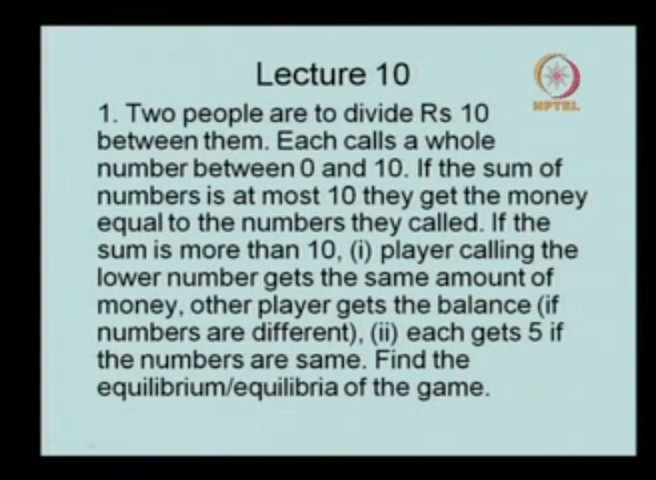 Lecture 10
NPTEL
1. Two people are to divide Rs 10
between them. Each calls a whole
number between 0 and 10. If the sum of
numbers is at most 10 they get the money
equal to the numbers they called. If the
sum is more than 10, (i) player calling the
lower number gets the same amount of
money, other player gets the balance (if
numbers are different), (ii) each gets 5 if
the numbers are same. Find the
equilibrium/equilibria of the game.